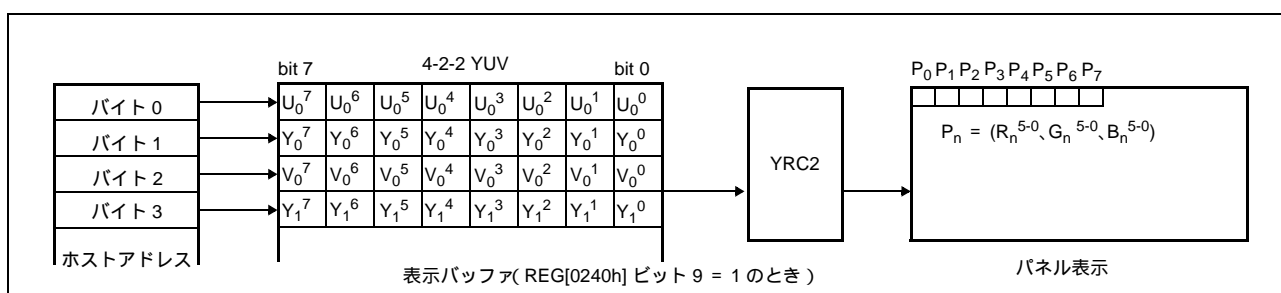 bit 7 4-2-2 YUV bit 0
P₀ P₁ P₂ P₃ P₄ P₅ P₆ P₇
バイト 0 U₀⁷ U₀⁶ U₀⁵ U₀⁴ U₀³ U₀² U₀¹ U₀⁰
バイト 1 Y₀⁷ Y₀⁶ Y₀⁵ Y₀⁴ Y₀³ Y₀² Y₀¹ Y₀⁰
バイト 2 V₀⁷ V₀⁶ V₀⁵ V₀⁴ V₀³ V₀² V₀¹ V₀⁰
バイト 3 Y₁⁷ Y₁⁶ Y₁⁵ Y₁⁴ Y₁³ Y₁² Y₁¹ Y₁⁰
YRC2
Pₙ = (Rₙ⁵⁻⁰、Gₙ⁵⁻⁰、Bₙ⁵⁻⁰)
ホストアドレス
表示バッファ( REG[0240h] ビット 9 = 1 のとき )
パネル表示